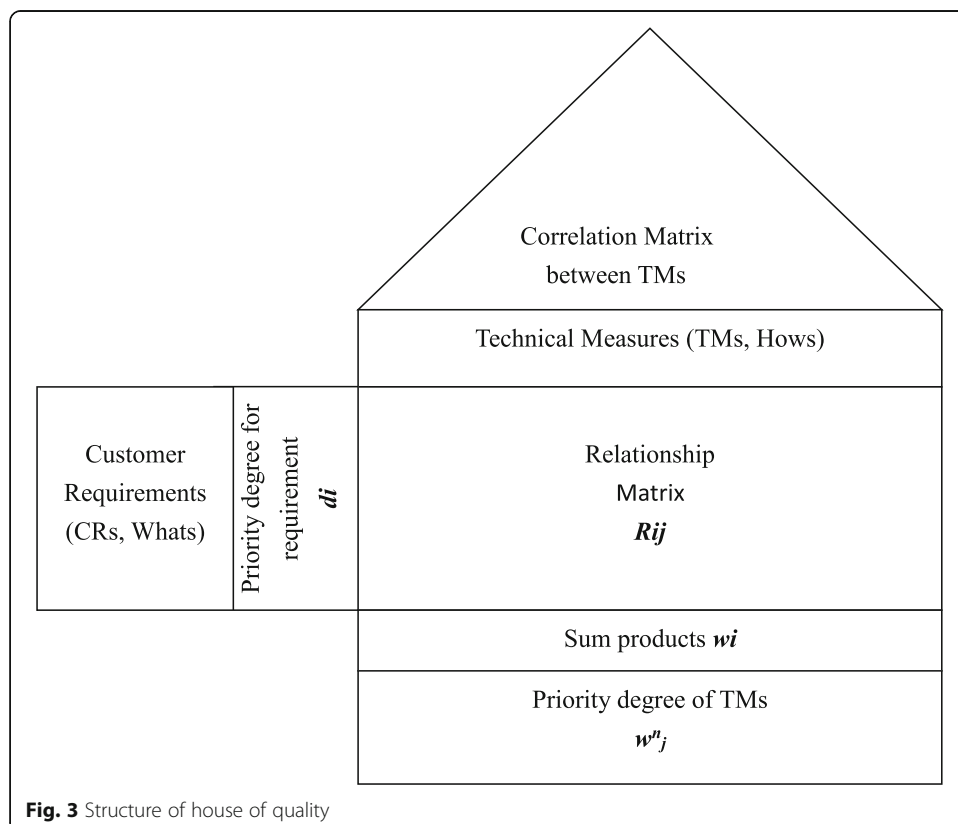 Correlation Matrix
between TMs
Technical Measures (TMs, Hows)
Customer
Requirements
(CRs, Whats)
Priority degree for
requirement
di
Relationship
Matrix
Rij
Sum products wi
Priority degree of TMs
wⁿj
Fig. 3 Structure of house of quality